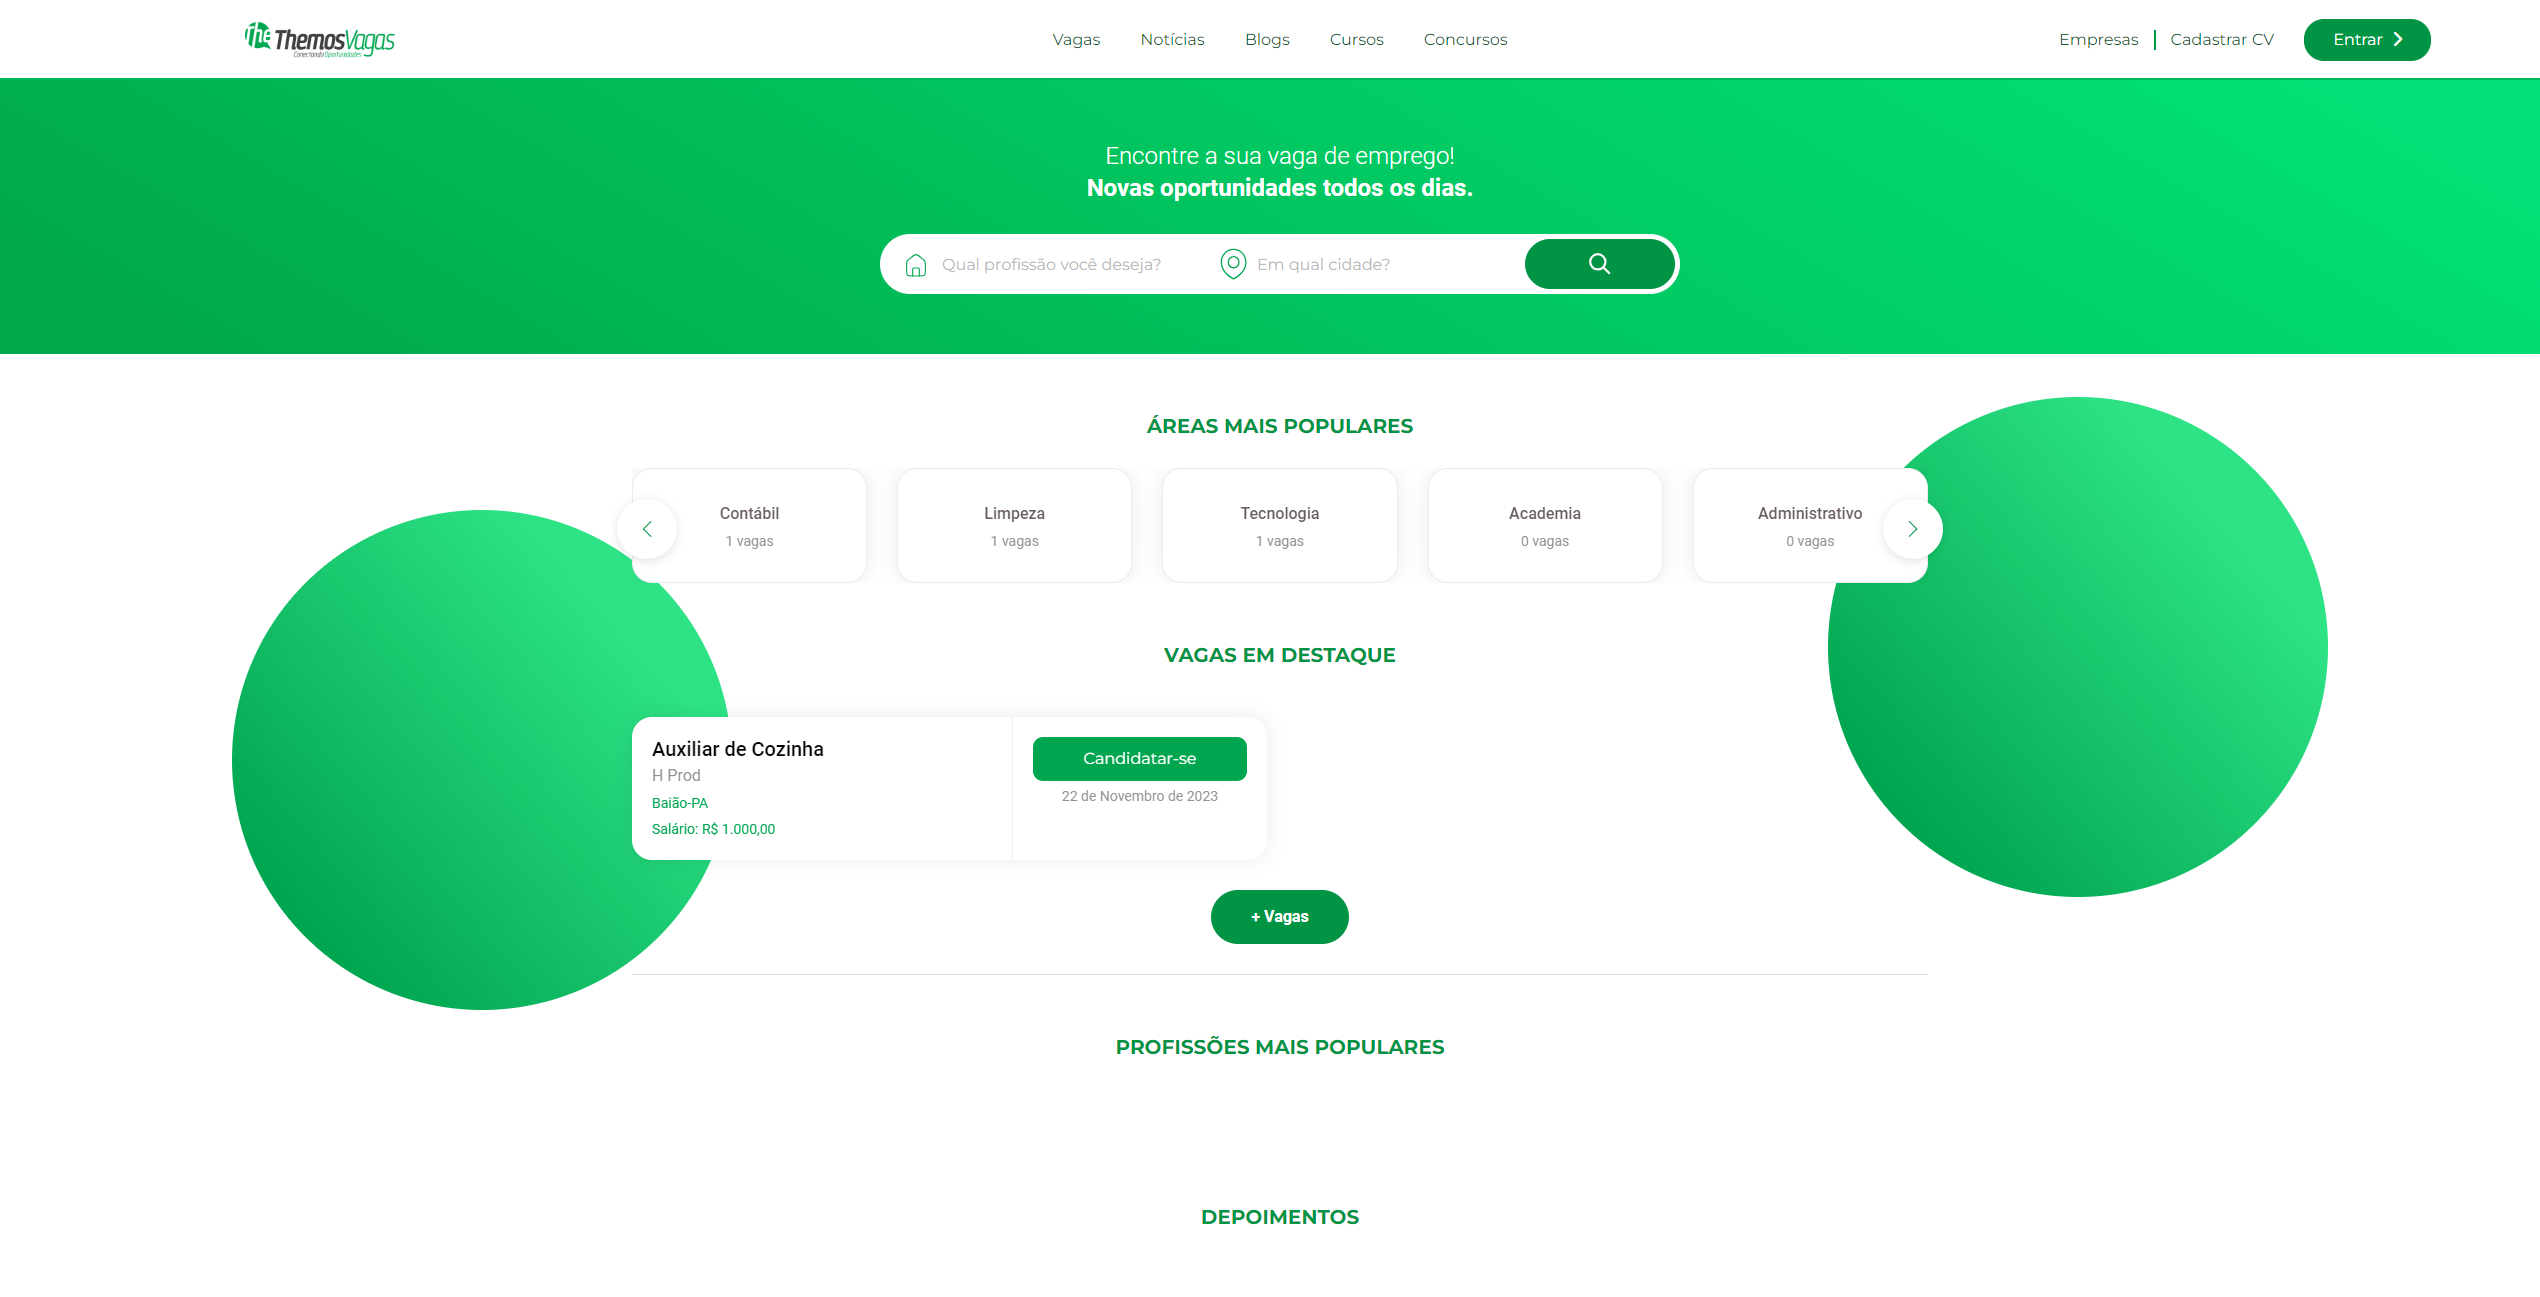 The ThemosVagas
Conectando Oportunidades
Vagas Notícias Blogs Cursos Concursos
Empresas Cadastrar CV Entrar
Encontre a sua vaga de emprego!
Novas oportunidades todos os dias.
Qual profissão você deseja? Em qual cidade?
ÁREAS MAIS POPULARES
Contábil
1 vagas
Limpeza
1 vagas
Tecnologia
1 vagas
Academia
0 vagas
Administrativo
0 vagas
VAGAS EM DESTAQUE
Auxiliar de Cozinha
H Prod
Baião-PA
Salário: R$ 1.000,00
Candidatar-se
22 de Novembro de 2023
+ Vagas
PROFISSÕES MAIS POPULARES
DEPOIMENTOS